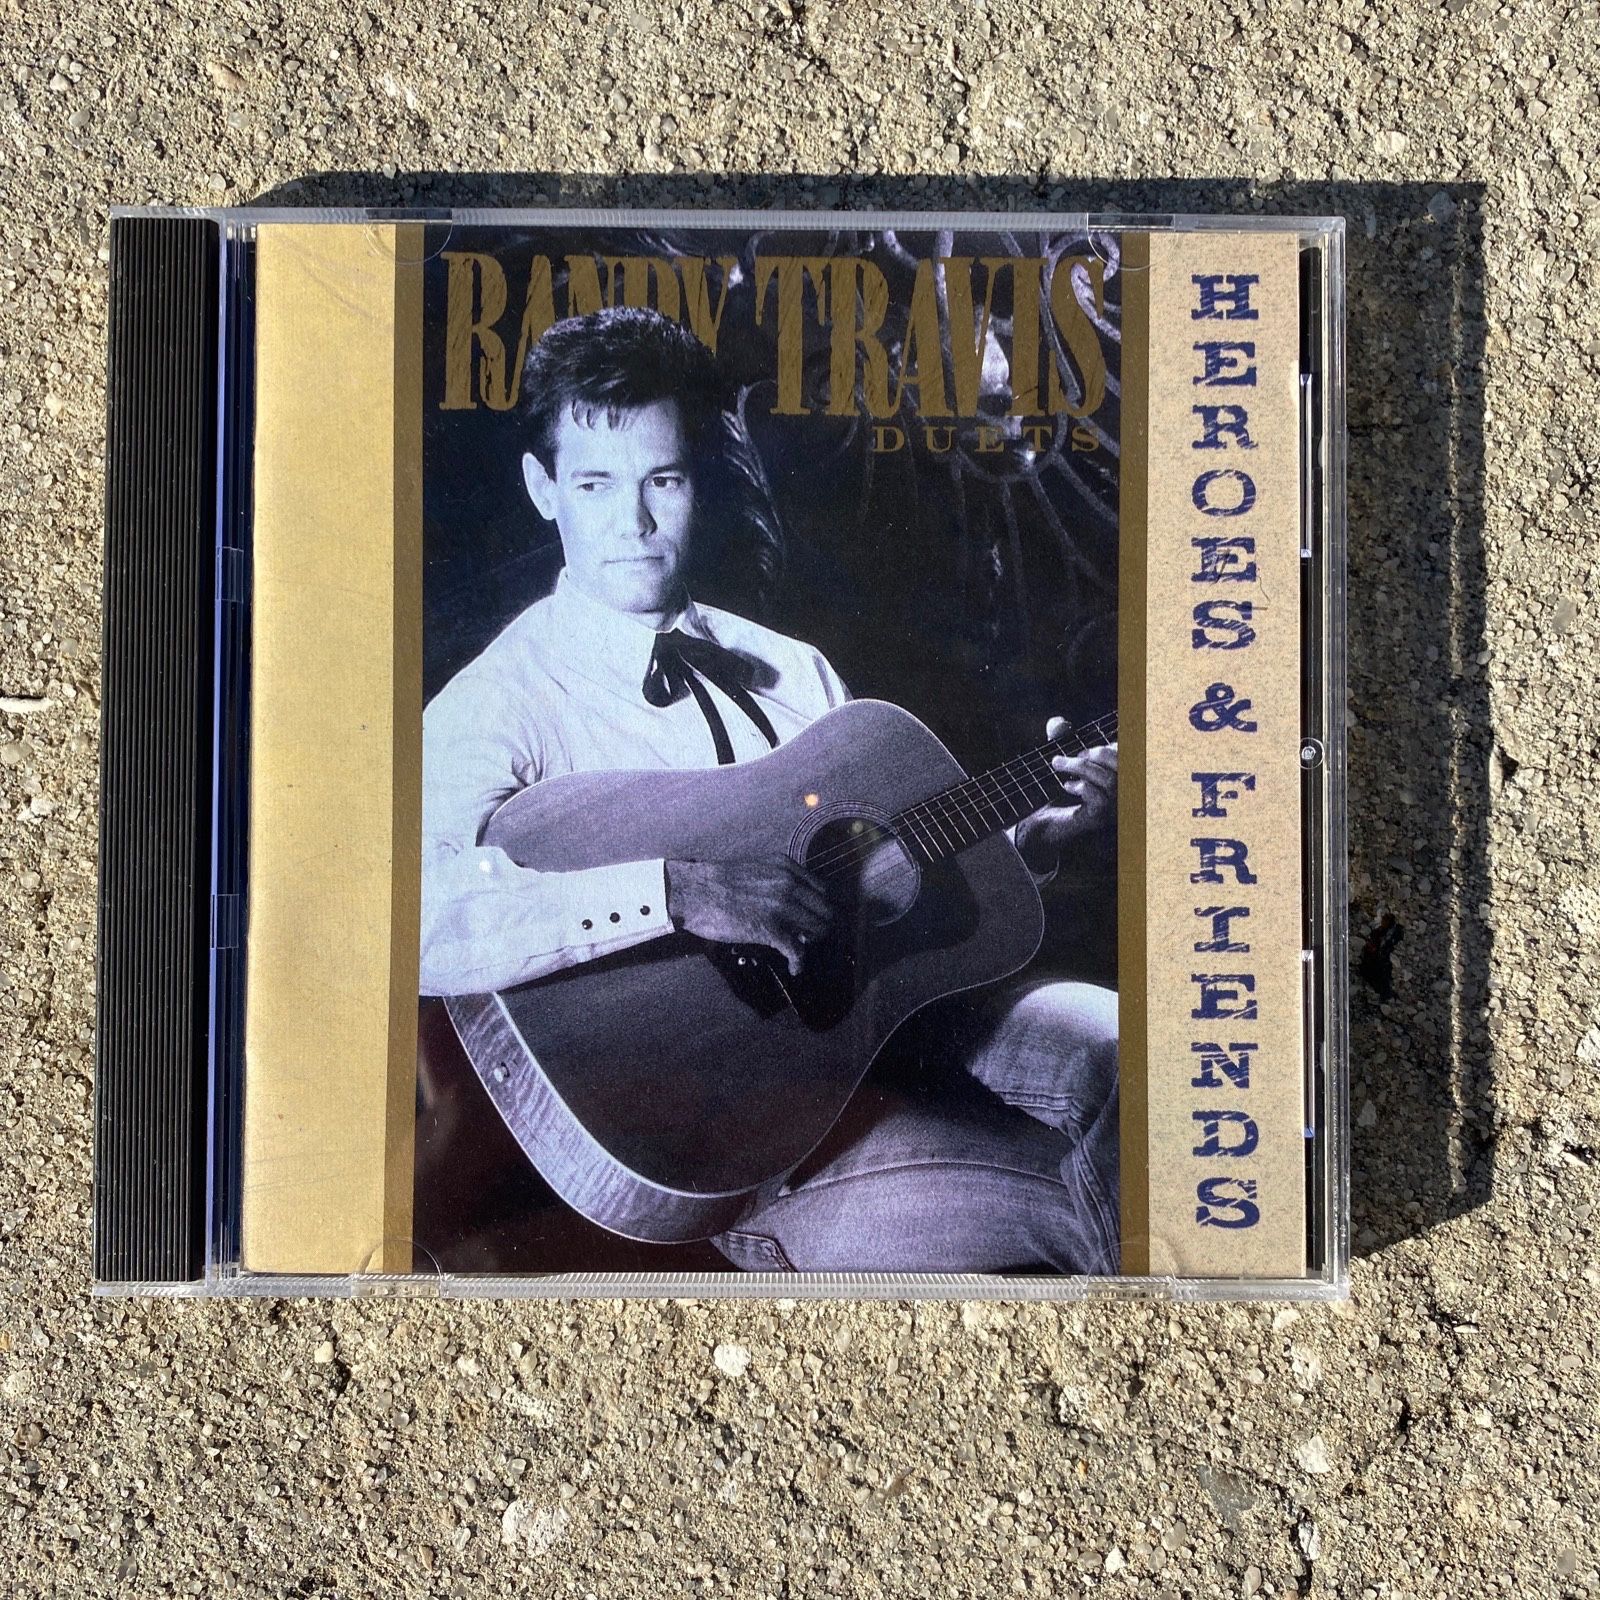 RANDY TRAVIS
DUETS
HEROES & FRIENDS